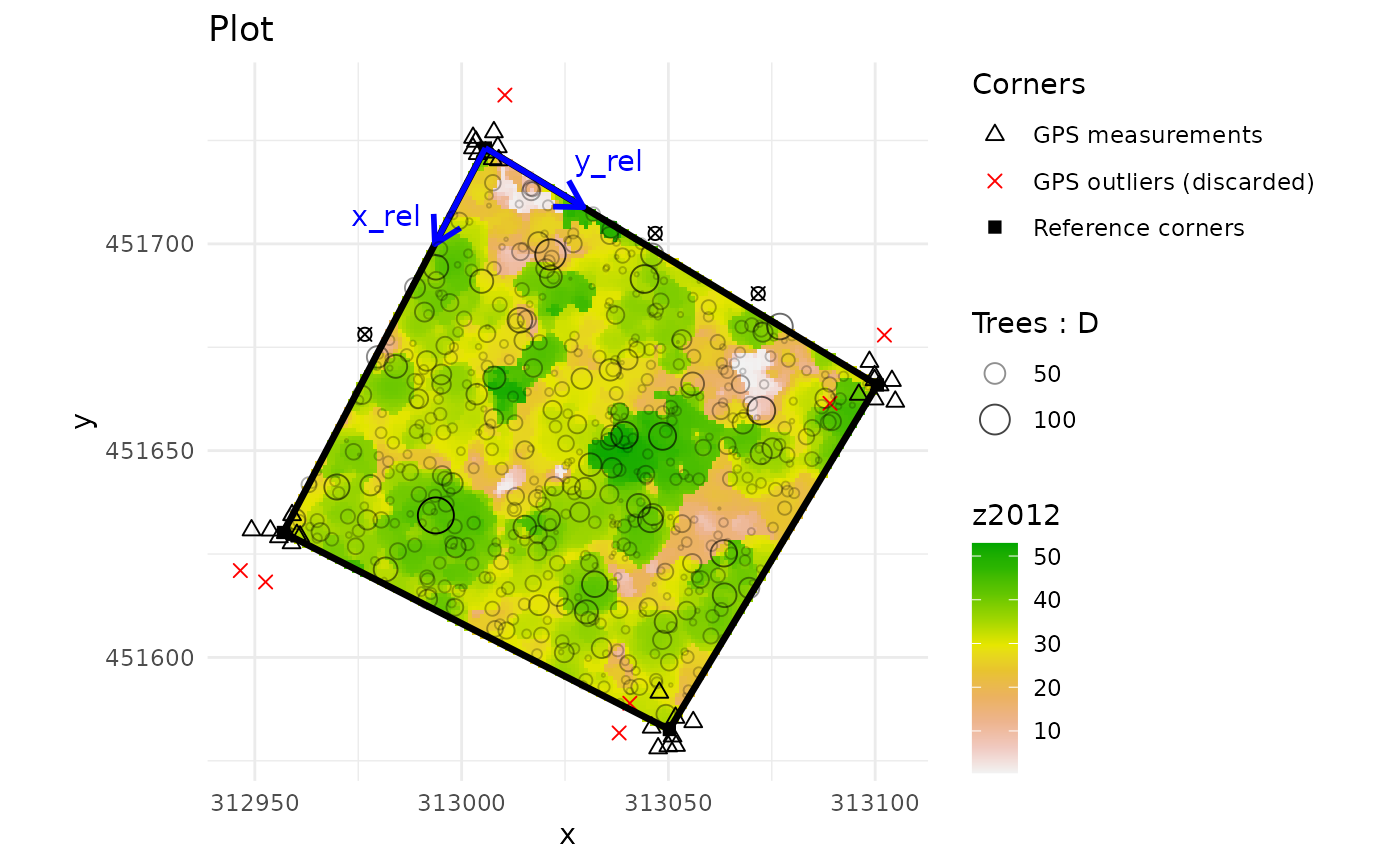 Plot
y_rel
x_rel
451700
451650
451600
y
312950
313000
313050
313100
x
Corners
GPS measurements
GPS outliers (discarded)
Reference corners
Trees : D
50
100
z2012
50
40
30
20
10